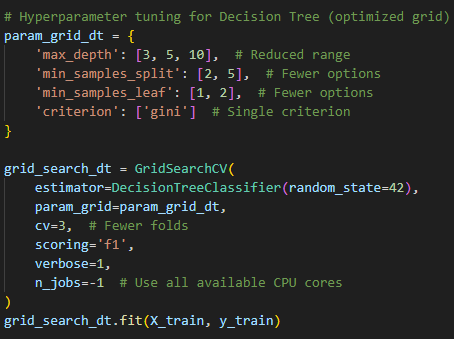 # Hyperparameter tuning for Decision Tree (optimized grid)
param_grid_dt = {
    'max_depth': [3, 5, 10],  # Reduced range
    'min_samples_split': [2, 5],  # Fewer options
    'min_samples_leaf': [1, 2],  # Fewer options
    'criterion': ['gini']  # Single criterion
}

grid_search_dt = GridSearchCV(
    estimator=DecisionTreeClassifier(random_state=42),
    param_grid=param_grid_dt,
    cv=3,  # Fewer folds
    scoring='f1',
    verbose=1,
    n_jobs=-1  # Use all available CPU cores
)
grid_search_dt.fit(X_train, y_train)